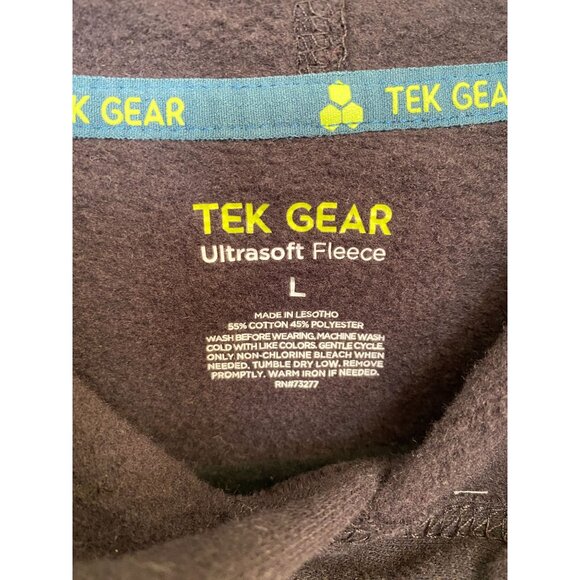 TEK GEAR TEK GEAR
TEK GEAR
Ultrasoft Fleece
L
MADE IN LESOTHO
55% COTTON 45% POLYESTER
WASH BEFORE WEARING, MACHINE WASH
COLD WITH LIKE COLORS. GENTLE CYCLE.
ONLY NON-CHLORINE BLEACH WHEN
NEEDED. TUMBLE DRY LOW. REMOVE
PROMPTLY. WARM IRON IF NEEDED.
RN#73277